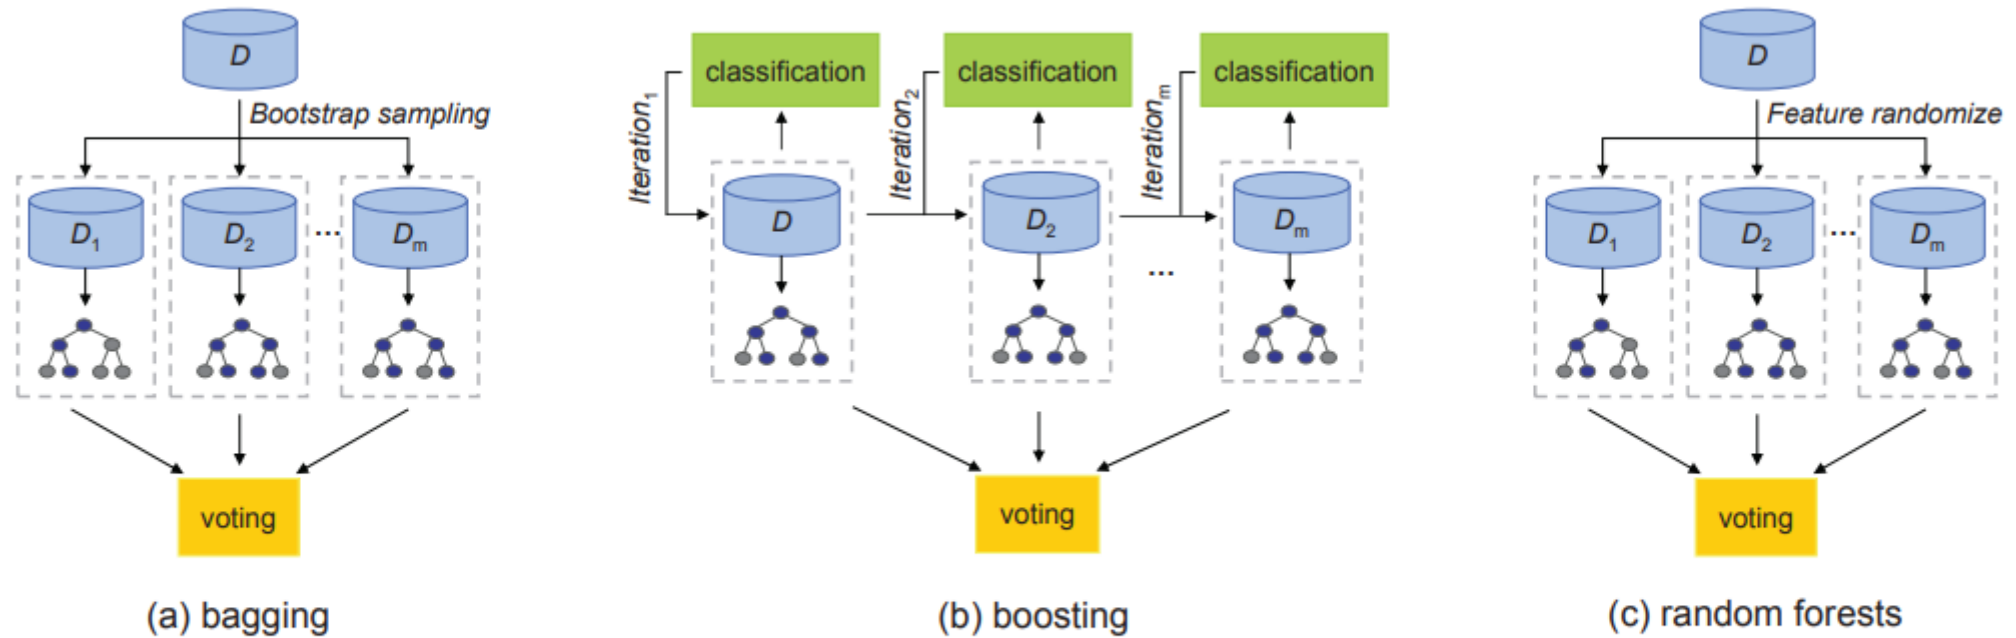 D
Bootstrap sampling
D1
D2
...
Dm
voting
(a) bagging
classification
classification
classification
Iteration1
Iteration2
Iterationm
D
D2
Dm
...
voting
(b) boosting
D
Feature randomize
D1
D2
...
Dm
voting
(c) random forests